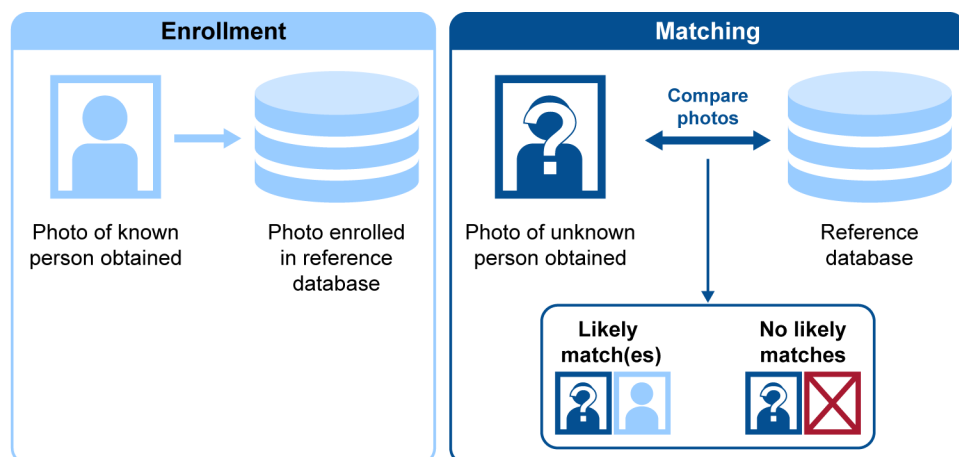 Enrollment
Photo of known
person obtained
Photo enrolled
in reference
database
Matching
Compare
photos
Photo of unknown
person obtained
Reference
database
Likely
match(es)
No likely
matches